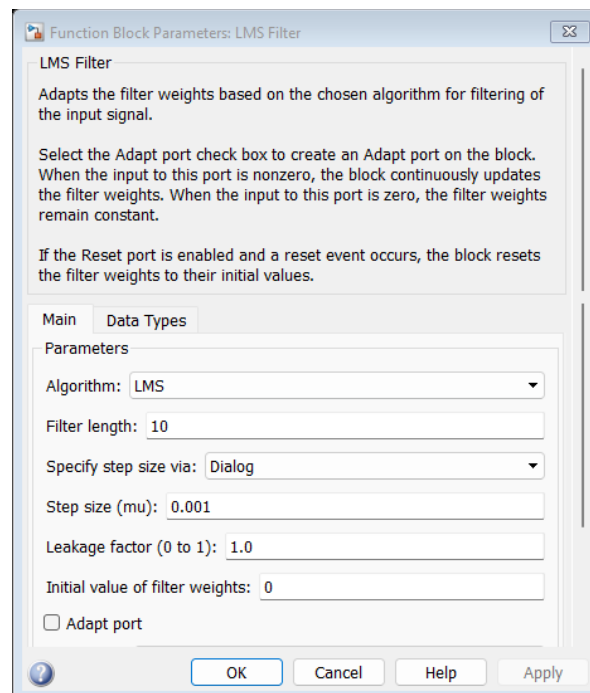 Function Block Parameters: LMS Filter
LMS Filter
Adapts the filter weights based on the chosen algorithm for filtering of
the input signal.
Select the Adapt port check box to create an Adapt port on the block.
When the input to this port is nonzero, the block continuously updates
the filter weights. When the input to this port is zero, the filter weights
remain constant.
If the Reset port is enabled and a reset event occurs, the block resets
the filter weights to their initial values.
Main Data Types
Parameters
Algorithm: LMS
Filter length: 10
Specify step size via: Dialog
Step size (mu): 0.001
Leakage factor (0 to 1): 1.0
Initial value of filter weights: 0
Adapt port
OK Cancel Help Apply